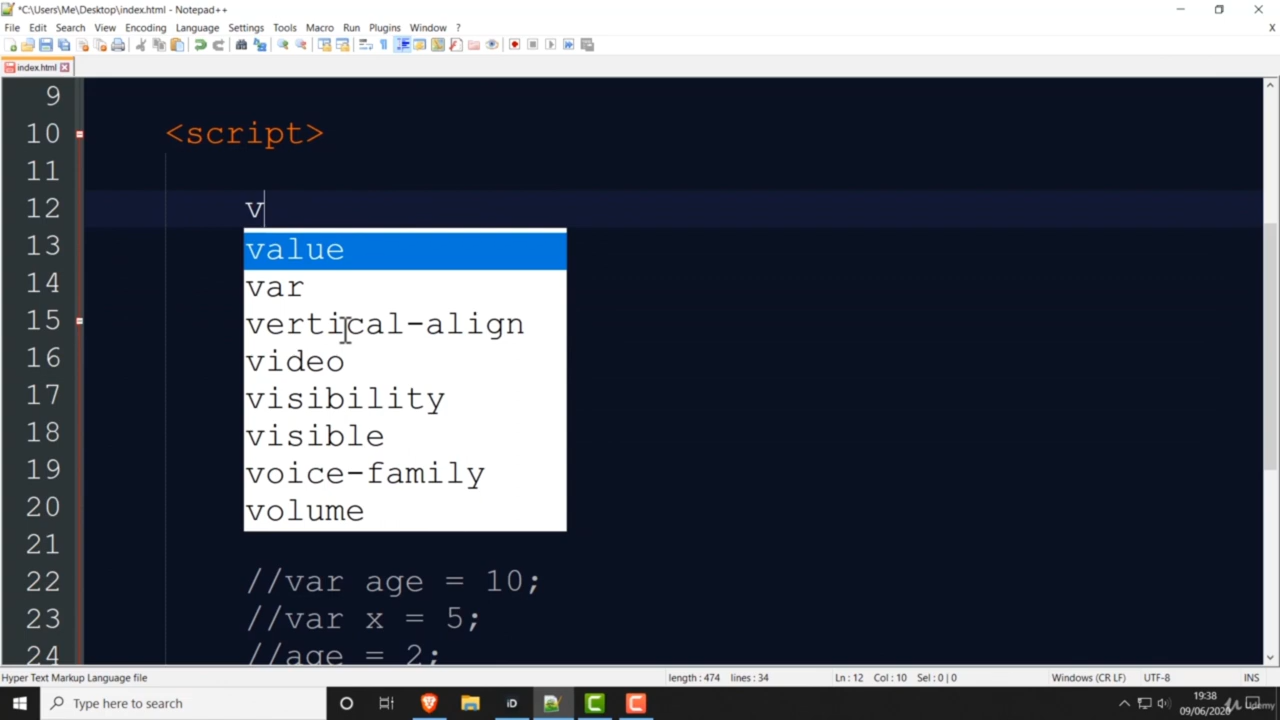 *C:\Users\Me\Desktop\index.html - Notepad++
File Edit Search View Encoding Language Settings Tools Macro Run Plugins Window ?
X
index.html
9
10 <script>
11
12 v
13 value
14 var
15 vertical-align
16 video
17 visibility
18 visible
19 voice-family
20 volume
21
22 //var age = 10;
23 //var x = 5;
24 //age = 2;
Hyper Text Markup Language file length : 474 lines : 34 Ln : 12 Col : 10 Sel : 0 | 0 Windows (CR LF) UTF-8 INS
Type here to search iD 19:38
09/06/2020 Udemy